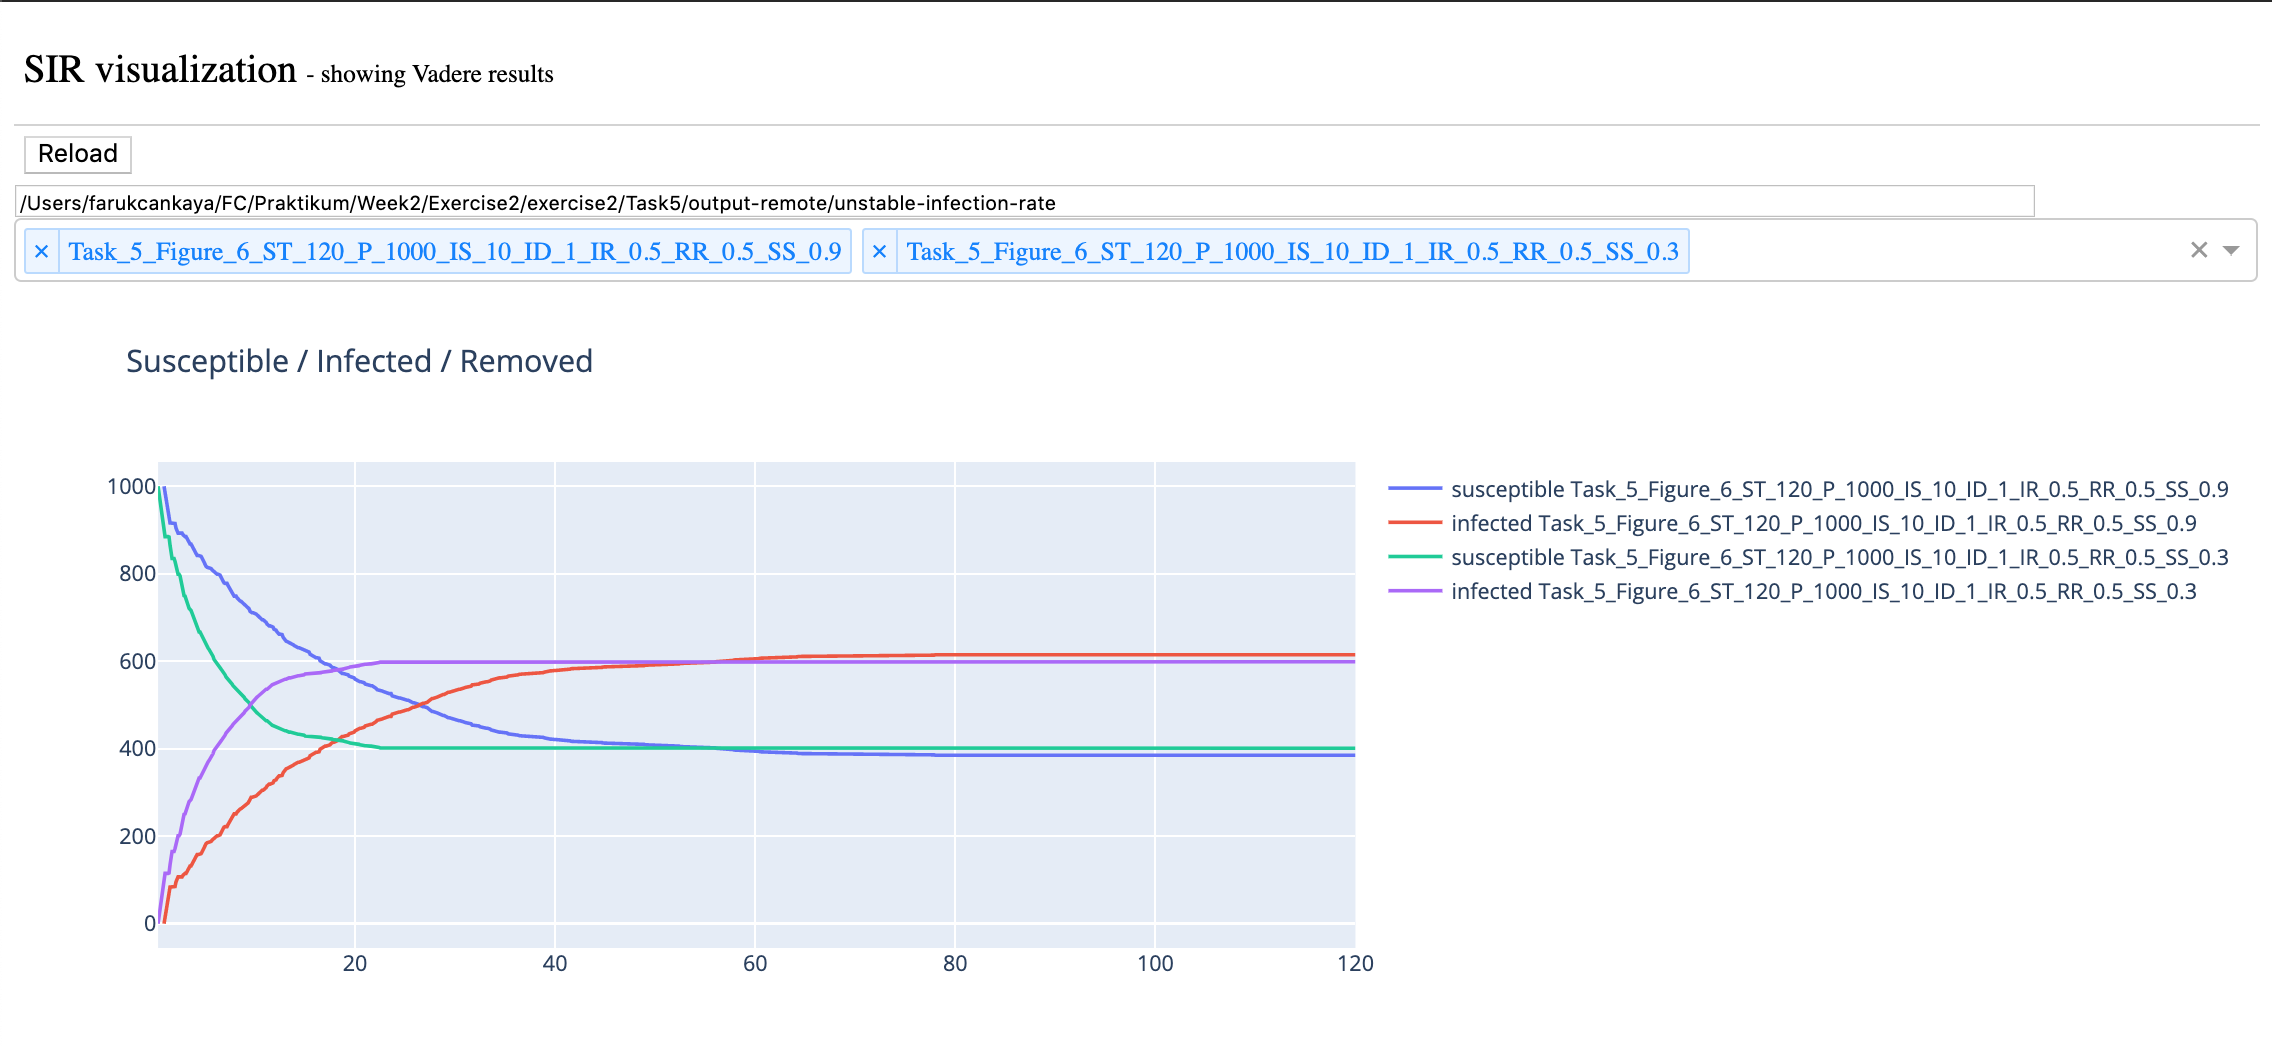 SIR visualization - showing Vadere results
Reload
/Users/farukcankaya/FC/Praktikum/Week2/Exercise2/exercise2/Task5/output-remote/unstable-infection-rate
× Task_5_Figure_6_ST_120_P_1000_IS_10_ID_1_IR_0.5_RR_0.5_SS_0.9 × Task_5_Figure_6_ST_120_P_1000_IS_10_ID_1_IR_0.5_RR_0.5_SS_0.3 ×
Susceptible / Infected / Removed
1000
800
600
400
200
0
20 40 60 80 100 120
susceptible Task_5_Figure_6_ST_120_P_1000_IS_10_ID_1_IR_0.5_RR_0.5_SS_0.9
infected Task_5_Figure_6_ST_120_P_1000_IS_10_ID_1_IR_0.5_RR_0.5_SS_0.9
susceptible Task_5_Figure_6_ST_120_P_1000_IS_10_ID_1_IR_0.5_RR_0.5_SS_0.3
infected Task_5_Figure_6_ST_120_P_1000_IS_10_ID_1_IR_0.5_RR_0.5_SS_0.3